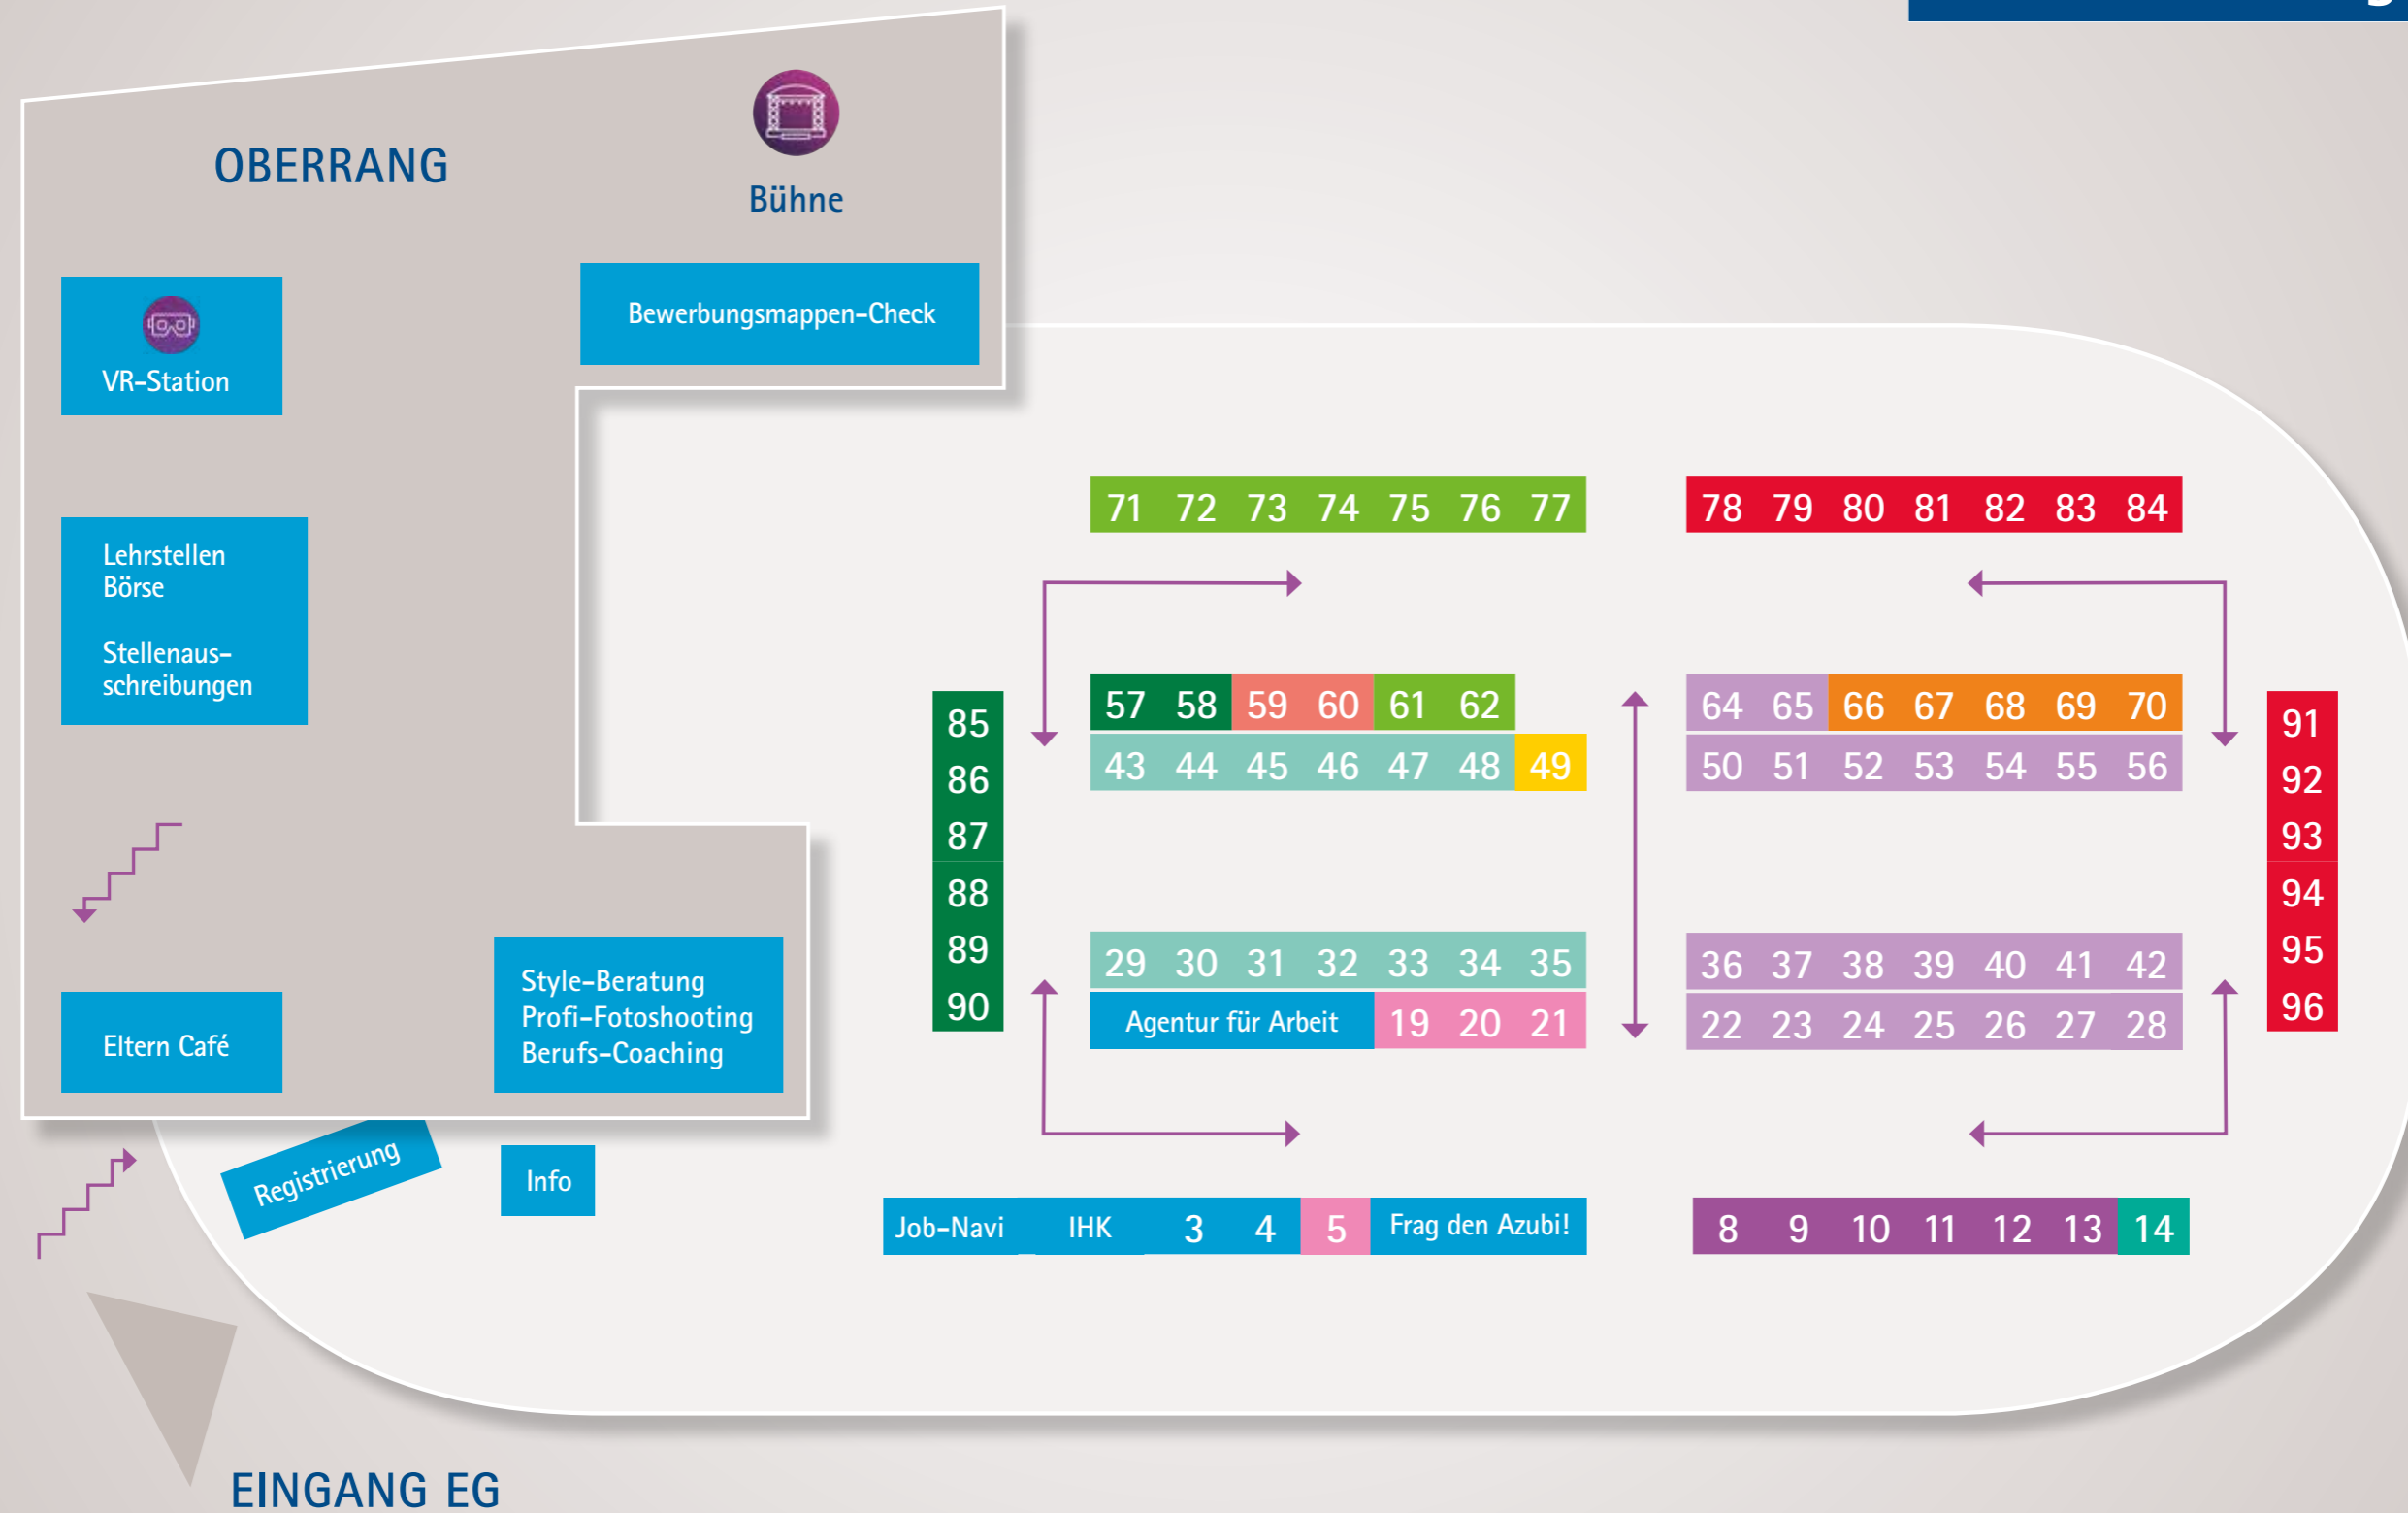 OBERRANG
Bühne
Bewerbungsmappen-Check
VR-Station
Lehrstellen
Börse
Stellenaus-
schreibungen
71 72 73 74 75 76 77
78 79 80 81 82 83 84
57 58 59 60 61 62
64 65 66 67 68 69 70
43 44 45 46 47 48 49
50 51 52 53 54 55 56
85
86
87
88
89
90
91
92
93
94
95
96
29 30 31 32 33 34 35
36 37 38 39 40 41 42
Agentur für Arbeit 19 20 21
22 23 24 25 26 27 28
Eltern Café
Style-Beratung
Profi-Fotoshooting
Berufs-Coaching
Registrierung
Info
Job-Navi IHK 3 4 5 Frag den Azubi!
8 9 10 11 12 13 14
EINGANG EG